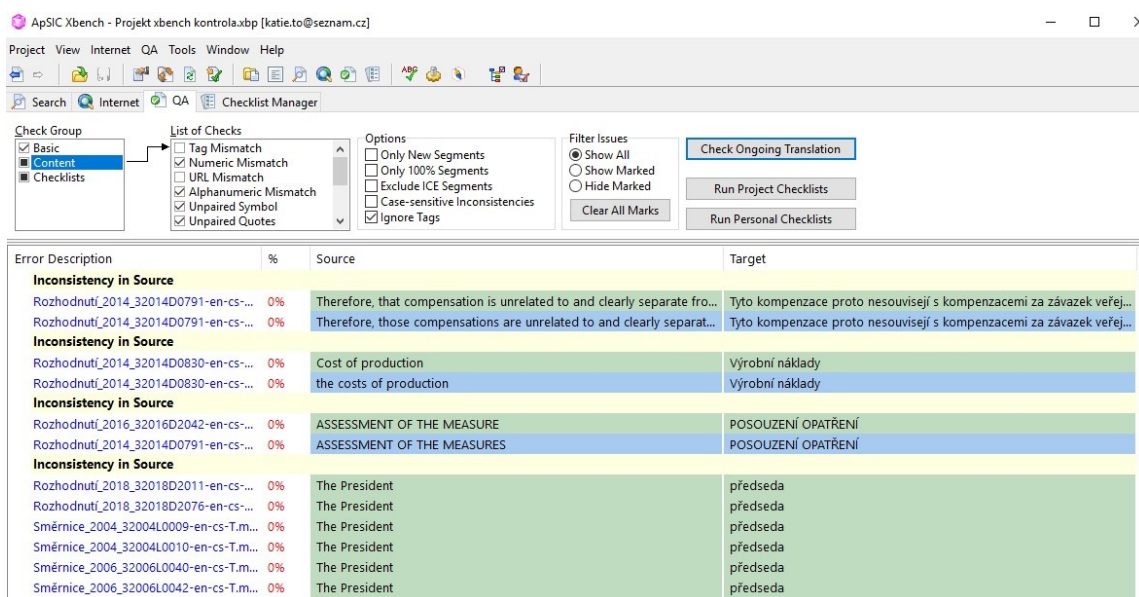 ApSIC Xbench - Projekt xbench kontrola.xbp [katie.to@seznam.cz]
Project View Internet QA Tools Window Help
Search Internet QA Checklist Manager
Check Group
Basic
Content
Checklists
List of Checks
Tag Mismatch
Numeric Mismatch
URL Mismatch
Alphanumeric Mismatch
Unpaired Symbol
Unpaired Quotes
Options
Only New Segments
Only 100% Segments
Exclude ICE Segments
Case-sensitive Inconsistencies
Ignore Tags
Filter Issues
Show All
Show Marked
Hide Marked
Clear All Marks
Check Ongoing Translation
Run Project Checklists
Run Personal Checklists
Error Description % Source Target
Inconsistency in Source
Rozhodnutí_2014_32014D0791-en-cs-... 0% Therefore, that compensation is unrelated to and clearly separate fro... Tyto kompenzace proto nesouvisejí s kompenzacemi za závazek veřej...
Rozhodnutí_2014_32014D0791-en-cs-... 0% Therefore, those compensations are unrelated to and clearly separat... Tyto kompenzace proto nesouvisejí s kompenzacemi za závazek veřej...
Inconsistency in Source
Rozhodnutí_2014_32014D0830-en-cs-... 0% Cost of production Výrobní náklady
Rozhodnutí_2014_32014D0830-en-cs-... 0% the costs of production Výrobní náklady
Inconsistency in Source
Rozhodnutí_2016_32016D2042-en-cs-... 0% ASSESSMENT OF THE MEASURE POSOUZENÍ OPATŘENÍ
Rozhodnutí_2014_32014D0791-en-cs-... 0% ASSESSMENT OF THE MEASURES POSOUZENÍ OPATŘENÍ
Inconsistency in Source
Rozhodnutí_2018_32018D2011-en-cs-... 0% The President předseda
Rozhodnutí_2018_32018D2076-en-cs-... 0% The President předseda
Směrnice_2004_32004L0009-en-cs-T.m... 0% The President předseda
Směrnice_2004_32004L0010-en-cs-T.m... 0% The President předseda
Směrnice_2006_32006L0040-en-cs-T.m... 0% The President předseda
Směrnice_2006_32006L0042-en-cs-T.m... 0% The President předseda